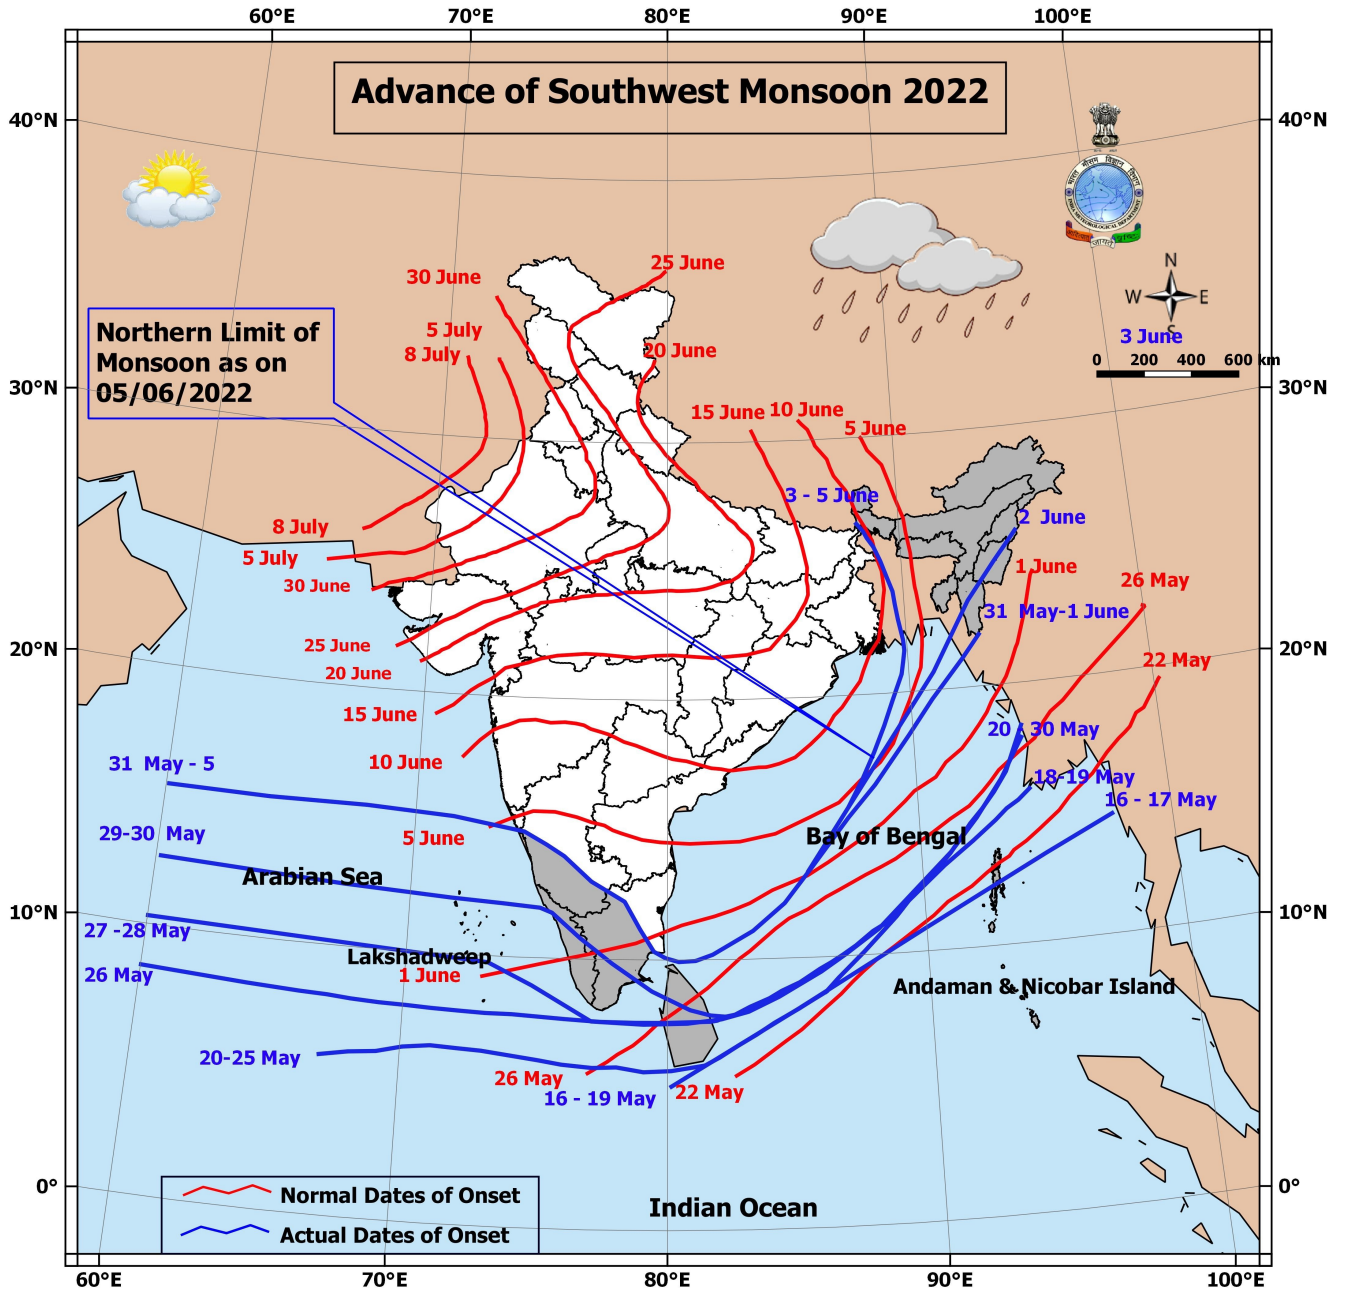 60°E 70°E 80°E 90°E 100°E
Advance of Southwest Monsoon 2022
40°N 40°N
INDIA METEOROLOGICAL DEPARTMENT
N
W E
S
3 June
0 200 400 600 km
30 June
25 June
5 July
8 July
20 June
Northern Limit of
Monsoon as on
05/06/2022
30°N 30°N
15 June 10 June
5 June
3 - 5 June
2 June
8 July
5 July
30 June
1 June
26 May
31 May-1 June
25 June
20 June
20°N 20°N
22 May
15 June
20 - 30 May
10 June
31 May - 5
18-19 May
16 - 17 May
29-30 May
5 June
Bay of Bengal
Arabian Sea
10°N 10°N
27 -28 May
Lakshadweep
26 May
1 June
Andaman & Nicobar Island
20-25 May
26 May
16 - 19 May
22 May
0° 0°
Normal Dates of Onset
Actual Dates of Onset
Indian Ocean
60°E 70°E 80°E 90°E 100°E